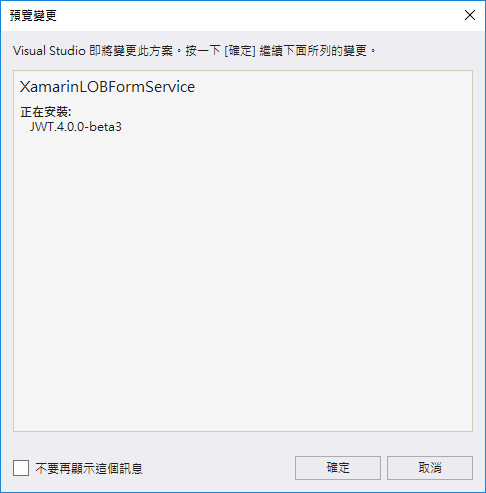 預覽變更
Visual Studio 即將變更此方案。按一下 [確定] 繼續下面所列的變更。
XamarinLOBFormService
正在安裝:
JWT.4.0.0-beta3
不要再顯示這個訊息
確定
取消